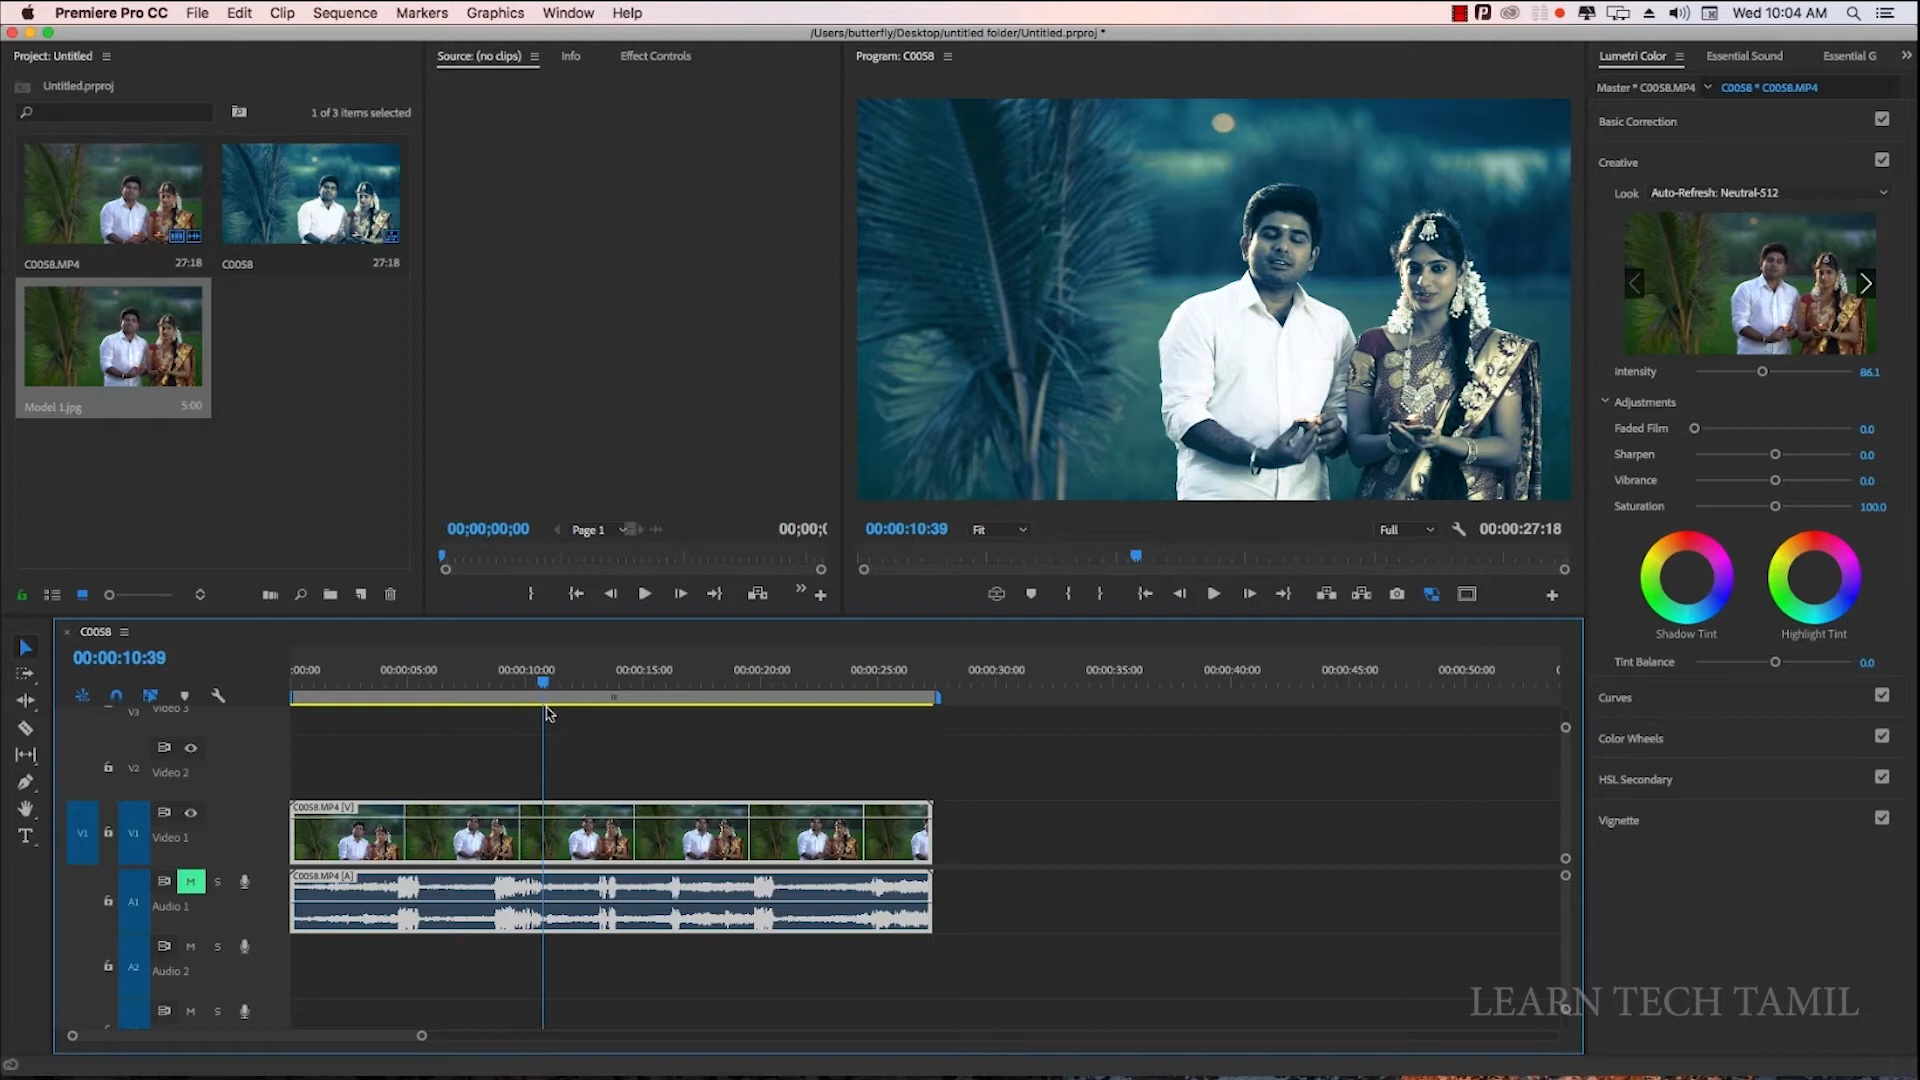 Premiere Pro CC File Edit Clip Sequence Markers Graphics Window Help Wed 10:04 AM
/Users/butterfly/Desktop/untitled folder/Untitled.prproj *
Project: Untitled
Untitled.prproj
1 of 3 items selected
C0058.MP4 27:18
C0058 27:18
Model 1.jpg 5:00
Source: (no clips) Info Effect Controls
00;00;00;00 Page 1 00;00;0
Program: C0058
00:00:10:39 Fit Full 00:00:27:18
Lumetri Color Essential Sound Essential G
Master * C0058.MP4 C0058 * C0058.MP4
Basic Correction
Creative
Look Auto-Refresh: Neutral-512
Intensity 86.1
Adjustments
Faded Film 0.0
Sharpen 0.0
Vibrance 0.0
Saturation 100.0
Shadow Tint Highlight Tint
Tint Balance 0.0
Curves
Color Wheels
HSL Secondary
Vignette
C0058
00:00:10:39
:00:00 00:00:05:00 00:00:10:00 00:00:15:00 00:00:20:00 00:00:25:00 00:00:30:00 00:00:35:00 00:00:40:00 00:00:45:00 00:00:50:00
V3 Video 3
V2 Video 2
C0058.MP4 [V]
V1 V1 Video 1
C0058.MP4 [A]
M S
A1 Audio 1
M S
A2 Audio 2
M S
LEARN TECH TAMIL